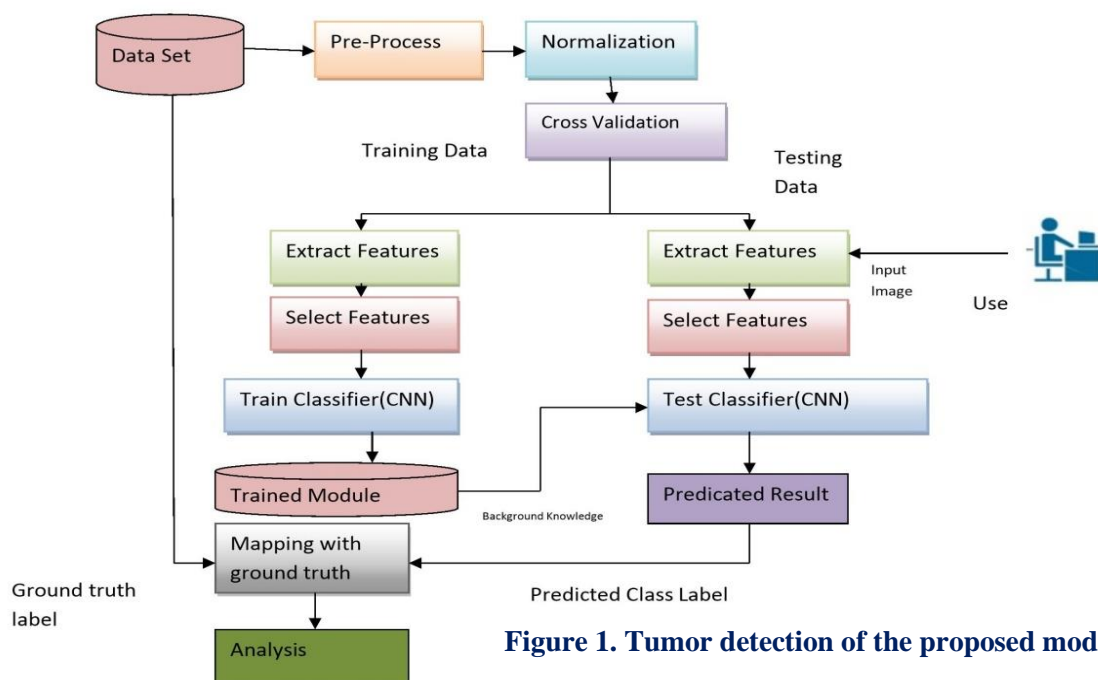 Data Set
Pre-Process
Normalization
Cross Validation
Training Data
Testing
Data
Extract Features
Extract Features
Input
Image
Use
Select Features
Select Features
Train Classifier(CNN)
Test Classifier(CNN)
Trained Module
Background Knowledge
Predicated Result
Mapping with
ground truth
Ground truth
label
Predicted Class Label
Analysis
Figure 1. Tumor detection of the proposed mod